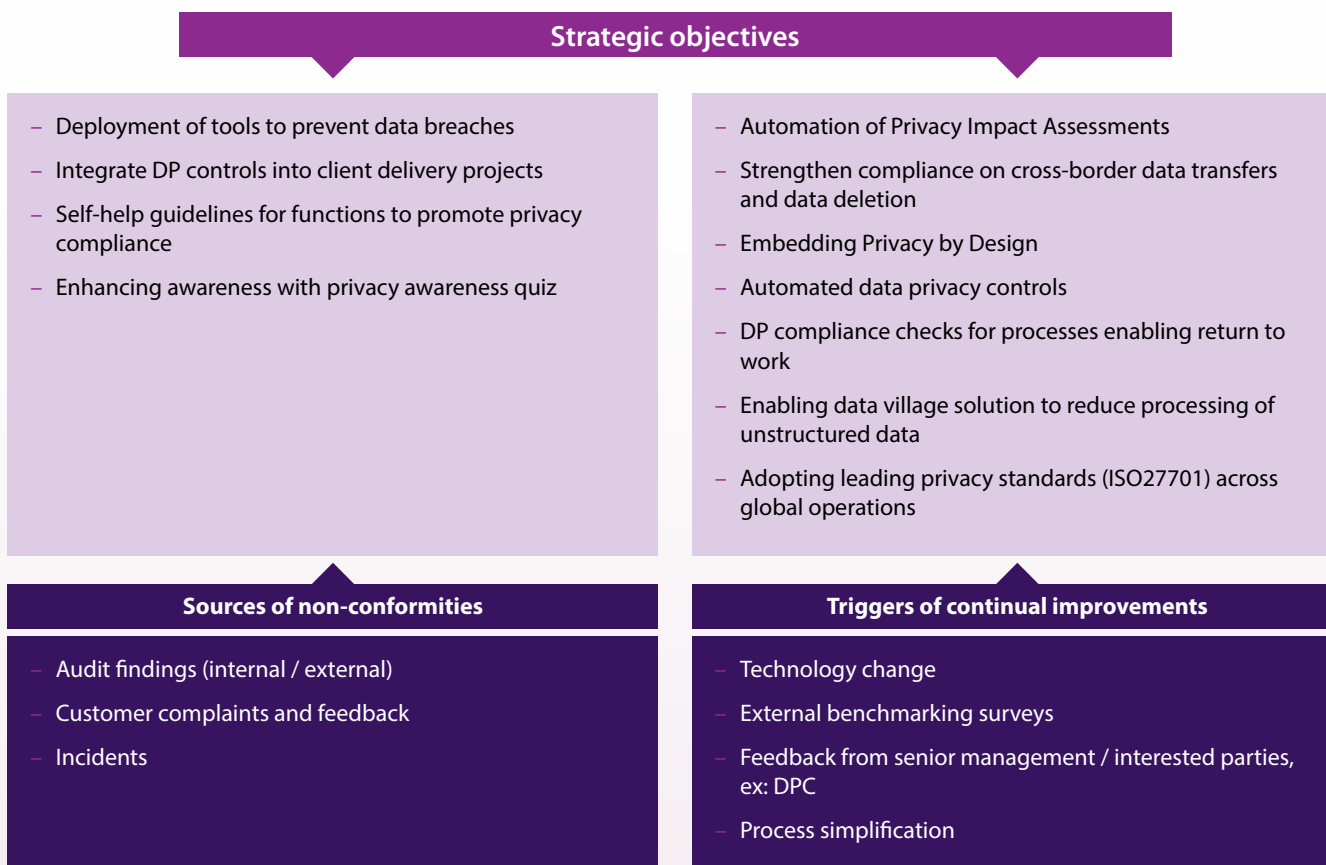 Strategic objectives
– Deployment of tools to prevent data breaches
– Integrate DP controls into client delivery projects
– Self-help guidelines for functions to promote privacy
compliance
– Enhancing awareness with privacy awareness quiz
– Automation of Privacy Impact Assessments
– Strengthen compliance on cross-border data transfers
and data deletion
– Embedding Privacy by Design
– Automated data privacy controls
– DP compliance checks for processes enabling return to
work
– Enabling data village solution to reduce processing of
unstructured data
– Adopting leading privacy standards (ISO27701) across
global operations
Sources of non-conformities
– Audit findings (internal / external)
– Customer complaints and feedback
– Incidents
Triggers of continual improvements
– Technology change
– External benchmarking surveys
– Feedback from senior management / interested parties,
ex: DPC
– Process simplification